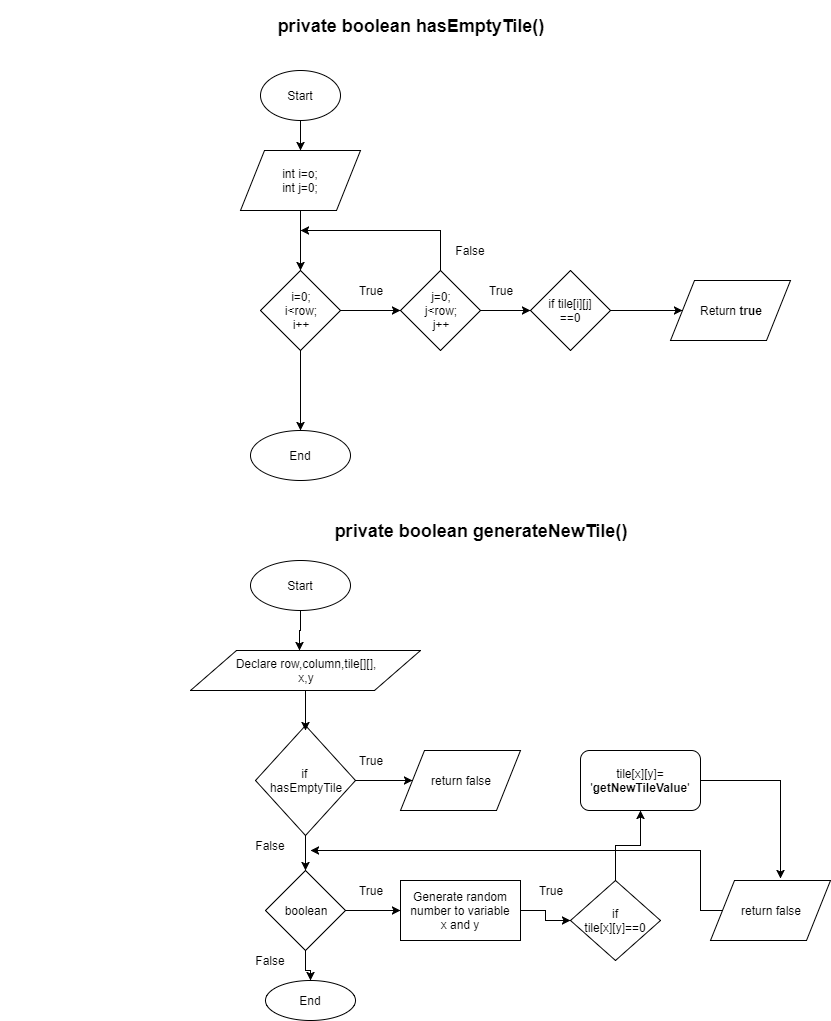 private boolean hasEmptyTile()
Start
int i=o;
int j=0;
False
True
True
i=0;
i<row;
i++
j=0;
j<row;
j++
if tile[i][j]
==0
Return true
End
private boolean generateNewTile()
Start
Declare row,column,tile[][],
x,y
if
hasEmptyTile
True
return false
tile[x][y]=
'getNewTileValue'
False
boolean
True
Generate random
number to variable
x and y
True
if
tile[x][y]==0
return false
False
End